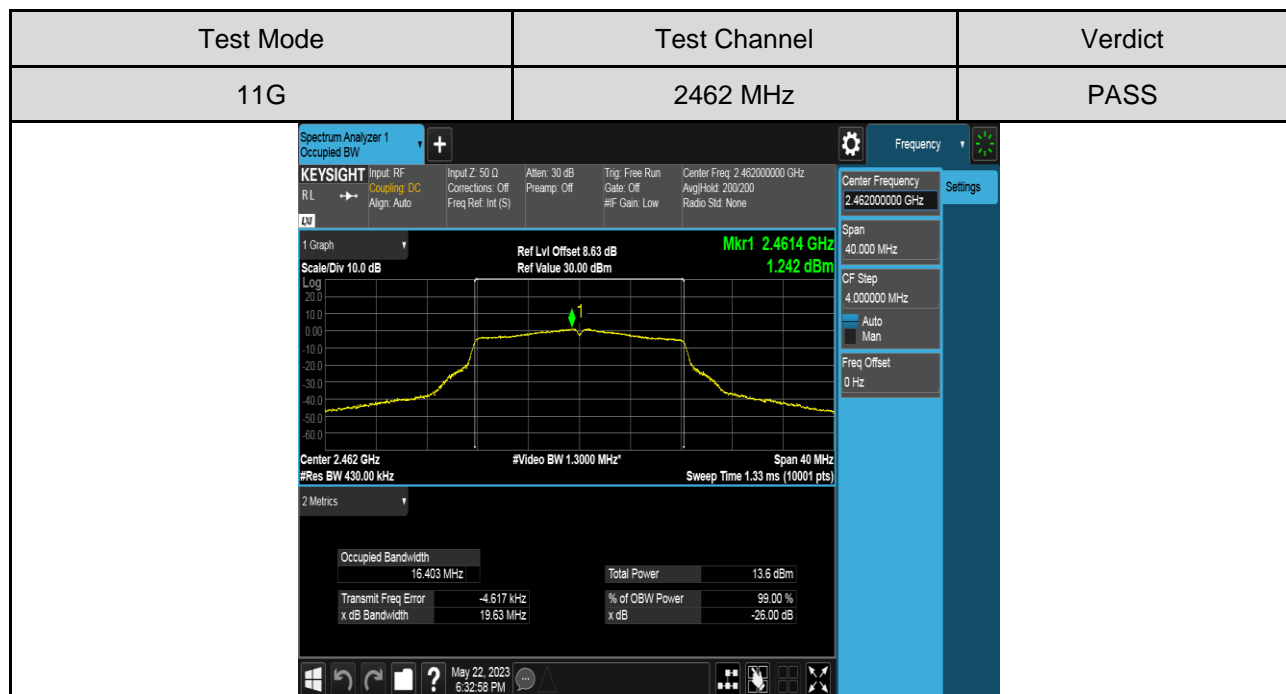 Test Mode Test Channel Verdict
11G 2462 MHz PASS
Spectrum Analyzer 1
Occupied BW
+
Frequency
KEYSIGHT Input: RF Input Z: 50 Ω Atten: 30 dB Trig: Free Run Center Freq: 2.462000000 GHz
RL Coupling: DC Corrections: Off Preamp: Off Gate: Off Avg|Hold: 200/200
Align: Auto Freq Ref: Int (S) #IF Gain: Low Radio Std: None
LXI
Center Frequency
2.462000000 GHz
Settings
Span
40.000 MHz
CF Step
4.000000 MHz
Auto
Man
Freq Offset
0 Hz
1 Graph
Ref Lvl Offset 8.63 dB Mkr1 2.4614 GHz
Scale/Div 10.0 dB Ref Value 30.00 dBm 1.242 dBm
Log
20.0
10.0
1
0.00
-10.0
-20.0
-30.0
-40.0
-50.0
-60.0
Center 2.462 GHz #Video BW 1.3000 MHz* Span 40 MHz
#Res BW 430.00 kHz Sweep Time 1.33 ms (10001 pts)
2 Metrics
Occupied Bandwidth
16.403 MHz Total Power 13.6 dBm
Transmit Freq Error -4.617 kHz % of OBW Power 99.00 %
x dB Bandwidth 19.63 MHz x dB -26.00 dB
? May 22, 2023
6:32:58 PM